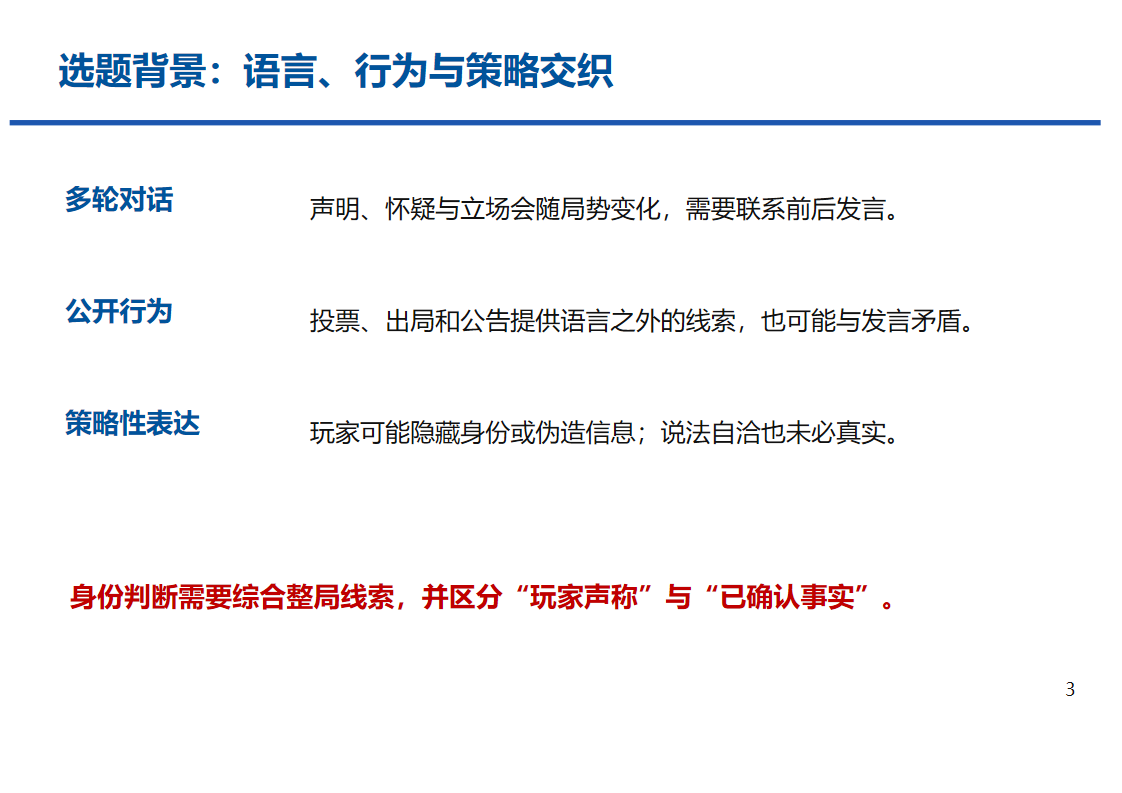 选题背景：语言、行为与策略交织
多轮对话
声明、怀疑与立场会随局势变化，需要联系前后发言。
公开行为
投票、出局和公告提供语言之外的线索，也可能与发言矛盾。
策略性表达
玩家可能隐藏身份或伪造信息；说法自洽也未必真实。
身份判断需要综合整局线索，并区分“玩家声称”与“已确认事实”。
3